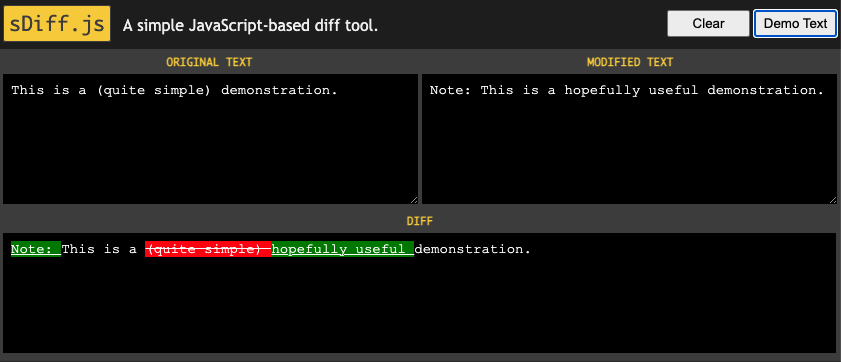 sDiff.js A simple JavaScript-based diff tool. Clear Demo Text
ORIGINAL TEXT MODIFIED TEXT
This is a (quite simple) demonstration. Note: This is a hopefully useful demonstration.
DIFF
Note: This is a (quite simple) hopefully useful demonstration.